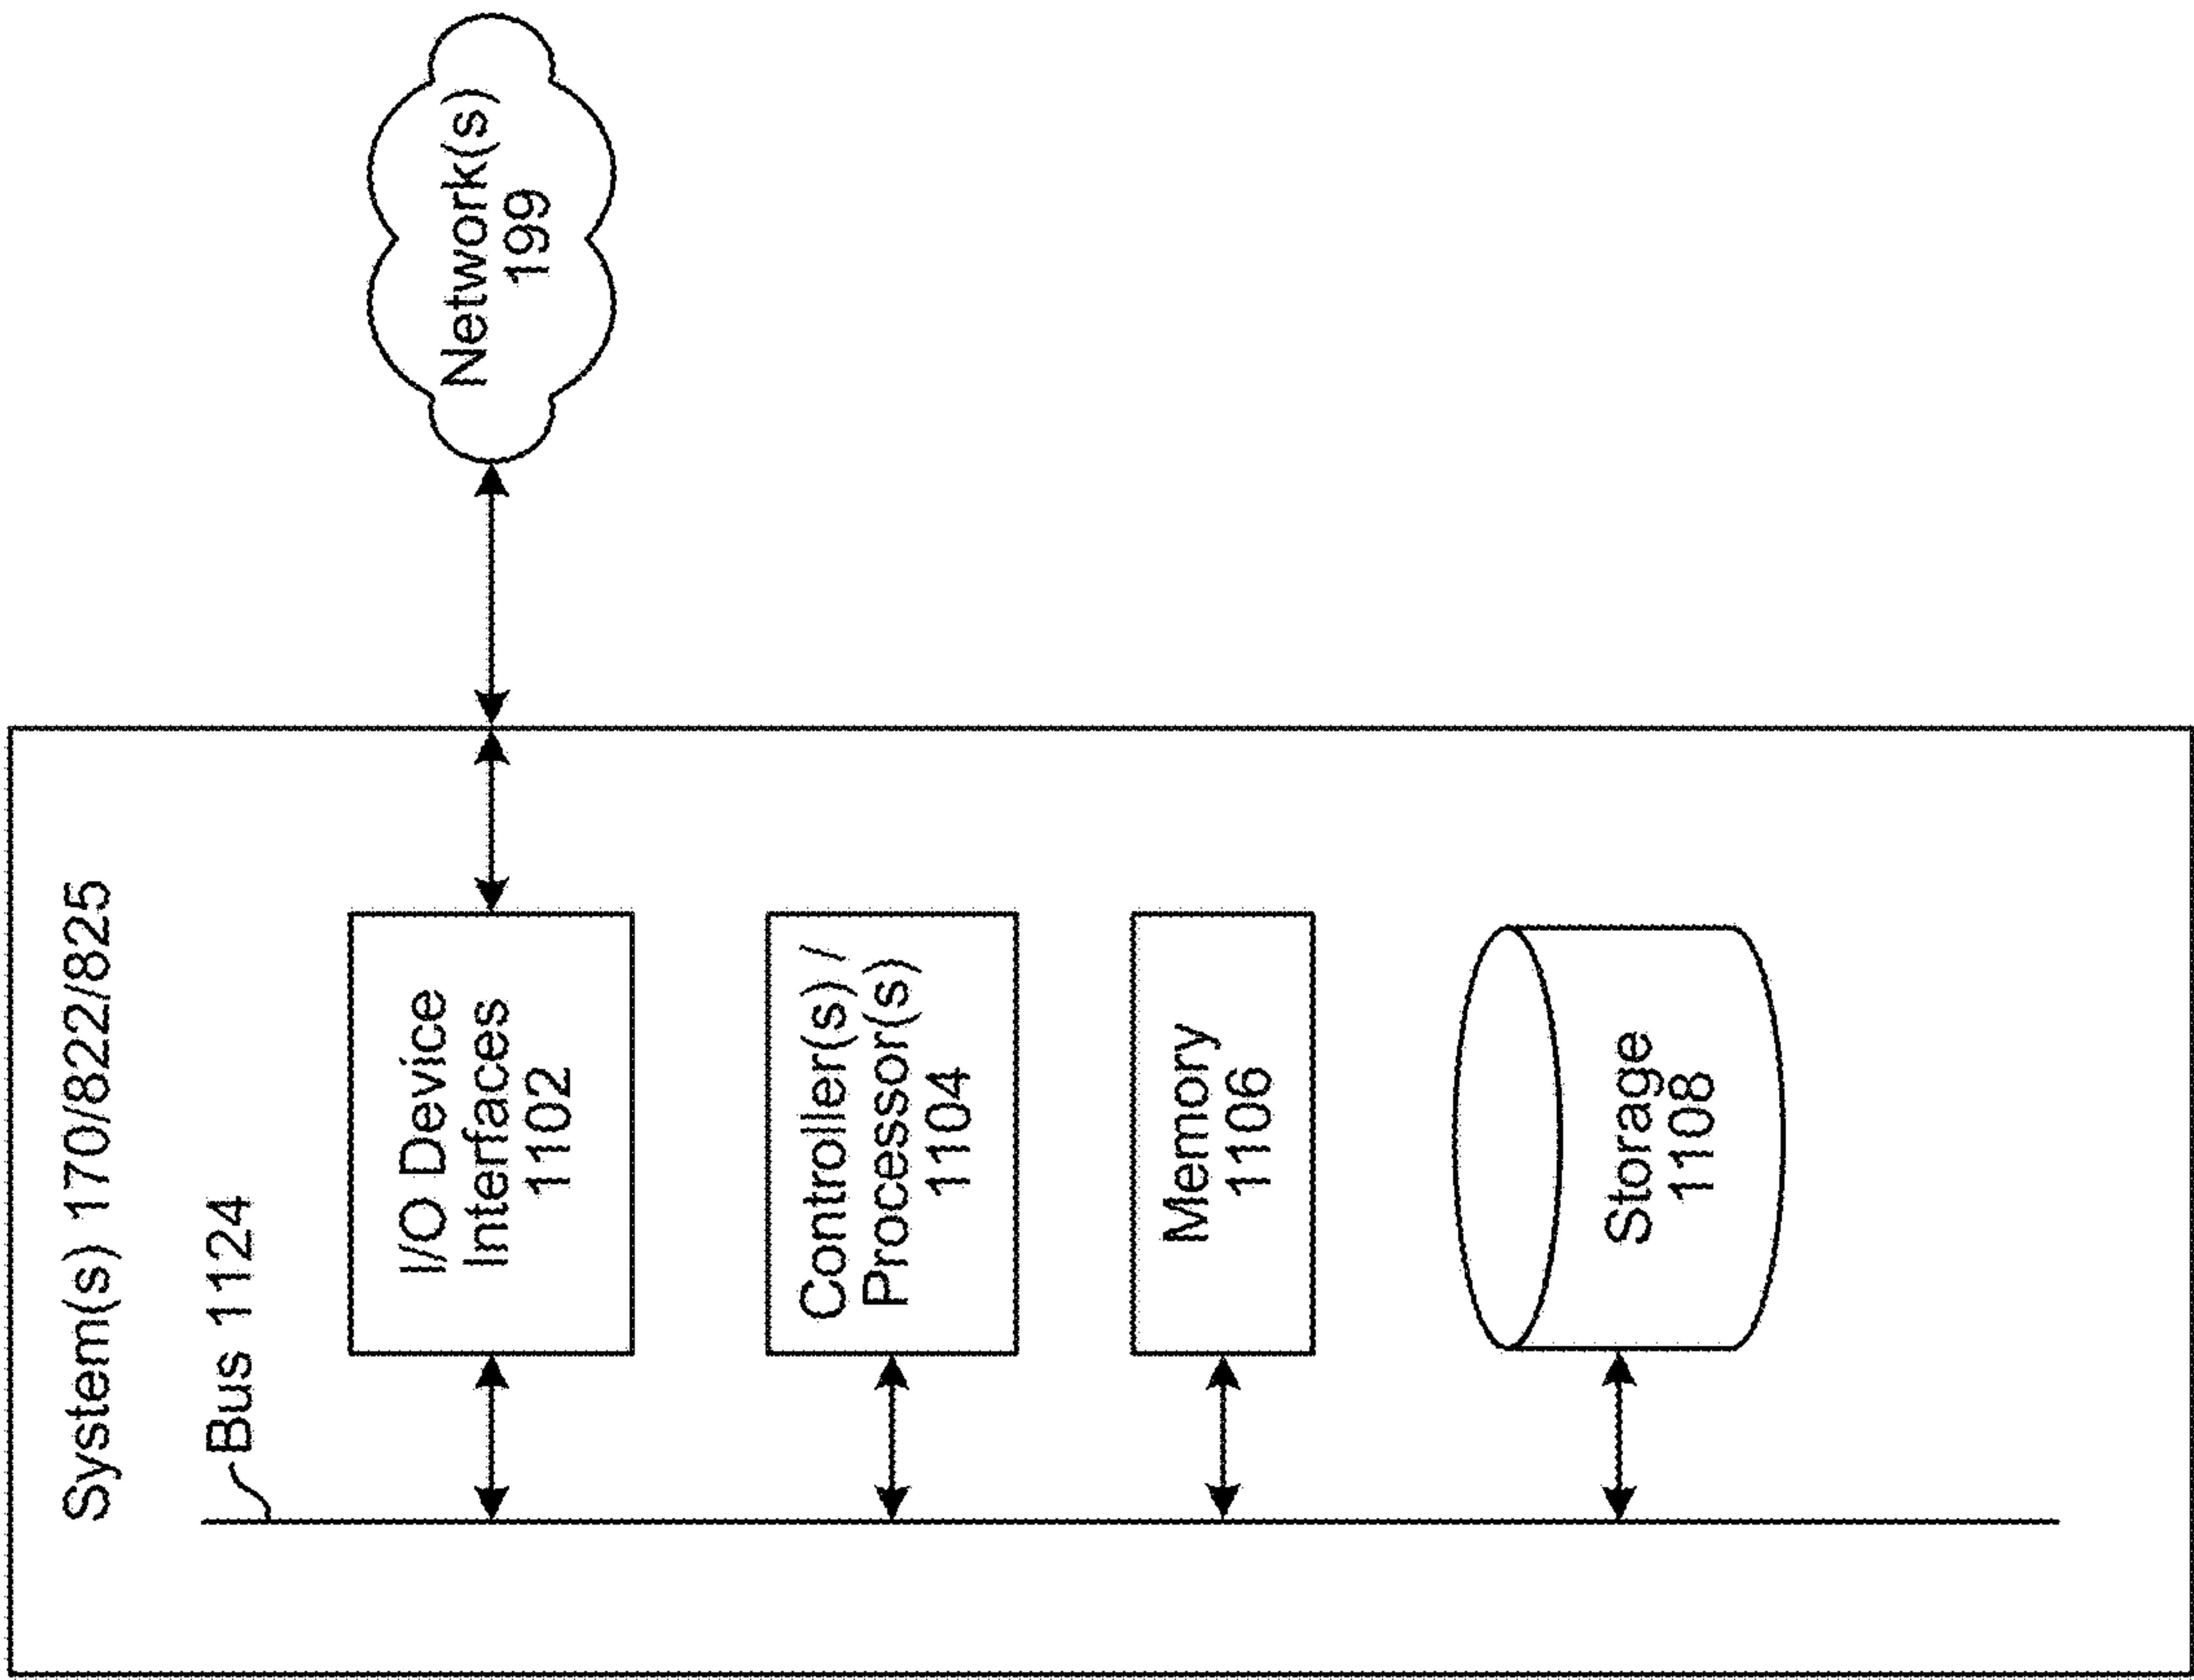 System(s) 170/822/825
Bus 1124
I/O Device
Interfaces
1102
Controller(s) /
Processor(s)
1104
Memory
1106
Storage
1108
Network(s)
199